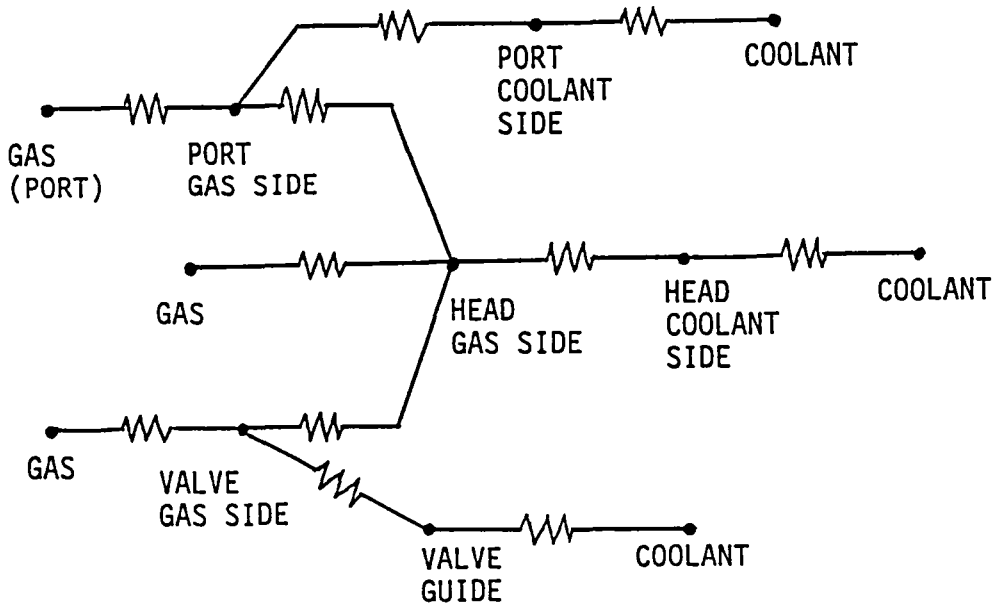 PORT
COOLANT
SIDE
COOLANT
GAS
(PORT)
PORT
GAS SIDE
GAS
HEAD
GAS SIDE
HEAD
COOLANT
SIDE
COOLANT
GAS
VALVE
GAS SIDE
VALVE
GUIDE
COOLANT